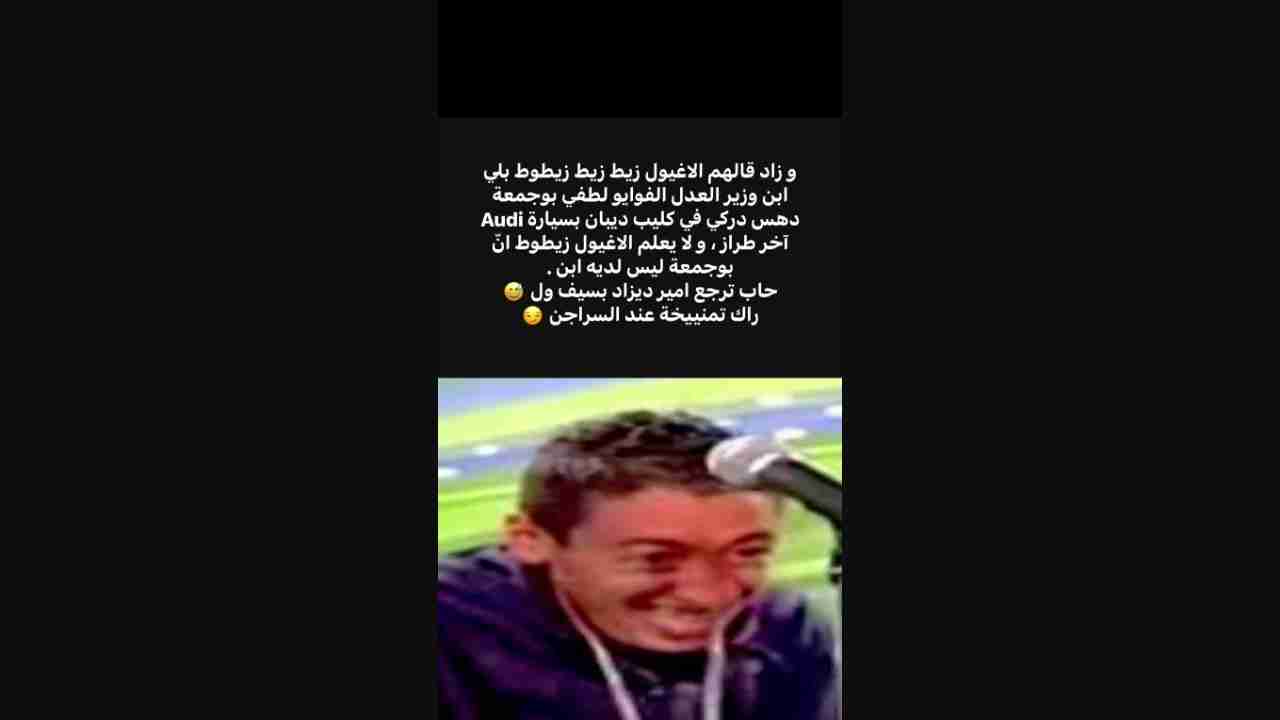 و زاد قالهم الاغيول زيط زيط زيطوط بلي
ابن وزير العدل الفوايو لطفي بوجمعة
دهس دركي في كليب ديبان بسيارة Audi
آخر طراز ، و لا يعلم الاغيول زيطوط انّ
بوجمعة ليس لديه ابن .
حاب ترجع امير ديزاد بسيف ول 😅
راك تمنييخة عند السراجن 😏